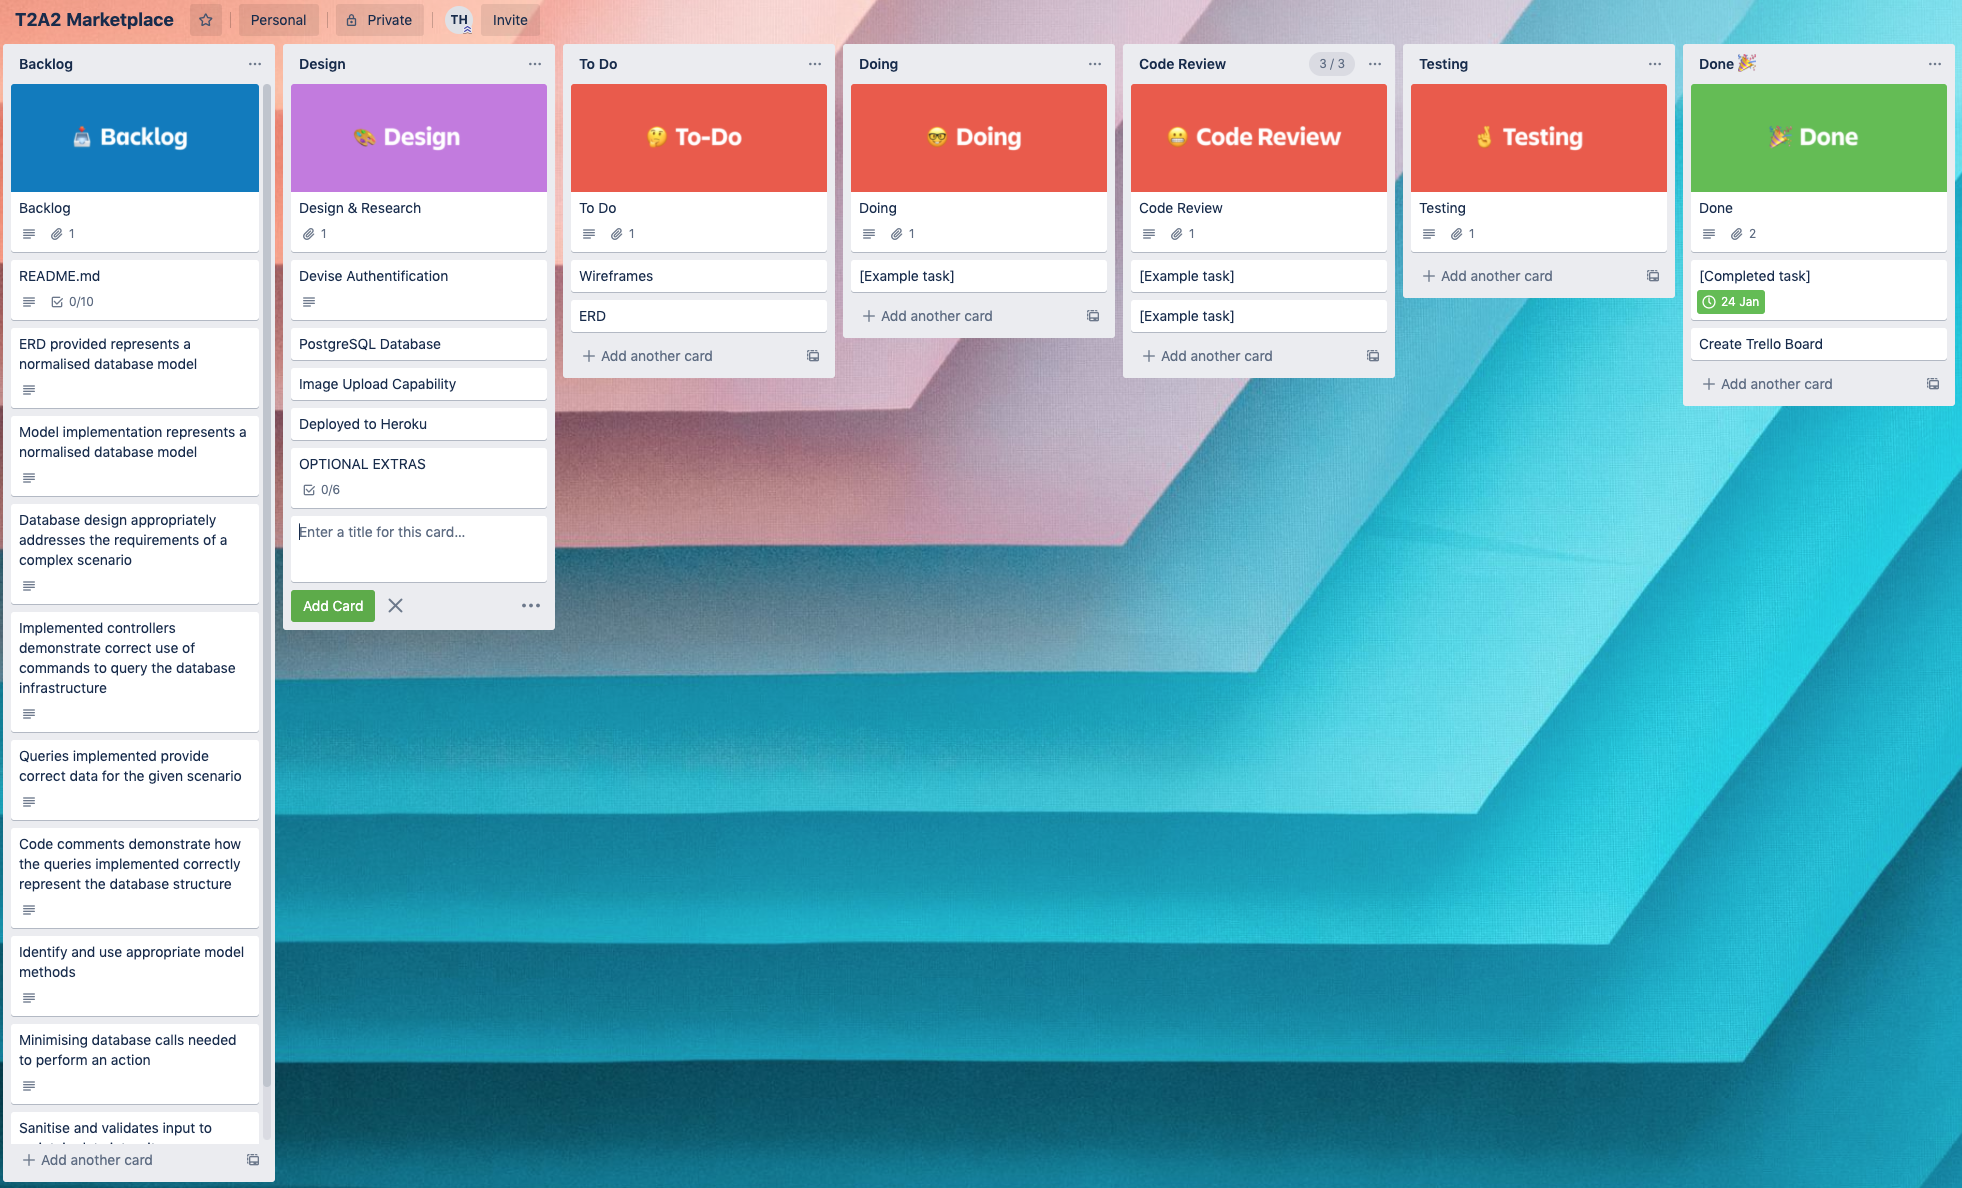 T2A2 Marketplace
Personal
Private
TH
Invite
Backlog
Backlog
Backlog
1
README.md
0/10
ERD provided represents a
normalised database model
Model implementation represents a
normalised database model
Database design appropriately
addresses the requirements of a
complex scenario
Implemented controllers
demonstrate correct use of
commands to query the database
infrastructure
Queries implemented provide
correct data for the given scenario
Code comments demonstrate how
the queries implemented correctly
represent the database structure
Identify and use appropriate model
methods
Minimising database calls needed
to perform an action
Sanitise and validates input to
Add another card
Design
Design
Design & Research
1
Devise Authentification
PostgreSQL Database
Image Upload Capability
Deployed to Heroku
OPTIONAL EXTRAS
0/6
Enter a title for this card...
Add Card
To Do
To-Do
To Do
1
Wireframes
ERD
Add another card
Doing
Doing
Doing
1
[Example task]
Add another card
Code Review
3 / 3
Code Review
Code Review
1
[Example task]
[Example task]
Add another card
Testing
Testing
Testing
1
Add another card
Done 🎉
Done
Done
2
[Completed task]
24 Jan
Create Trello Board
Add another card